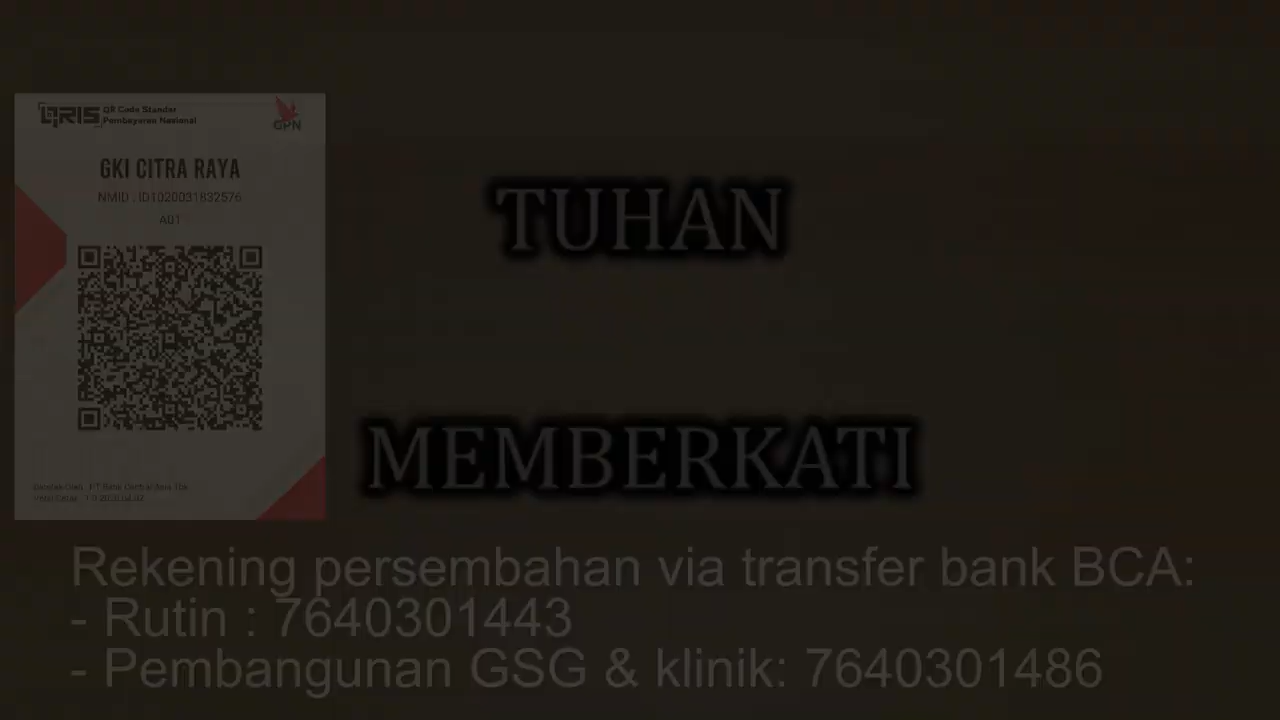 QRIS QR Code Standar
Pembayaran Nasional
GPN
GKI CITRA RAYA
NMID : ID1020031832576
A01
TUHAN
MEMBERKATI
Rekening persembahan via transfer bank BCA:
- Rutin : 7640301443
- Pembangunan GSG & klinik: 7640301486